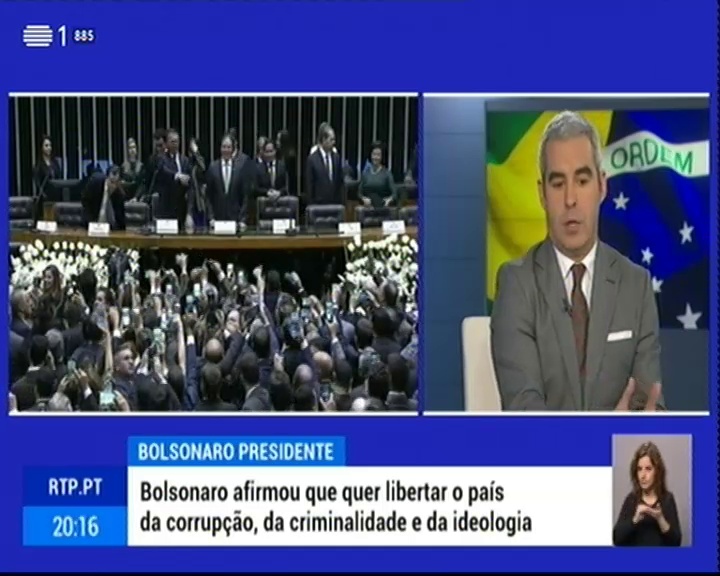 1 885
ORDEM
BOLSONARO PRESIDENTE
RTP.PT
Bolsonaro afirmou que quer libertar o país
20:16
da corrupção, da criminalidade e da ideologia